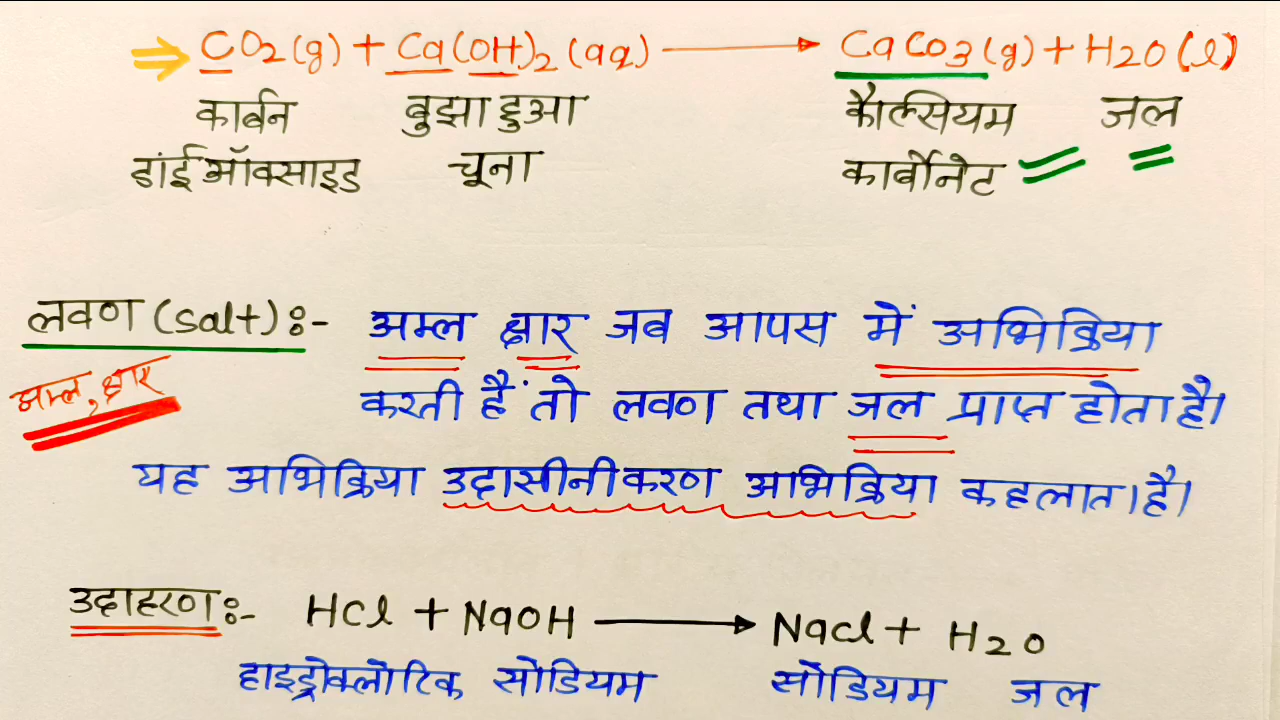 ⇒ CO2(g) + Ca(OH)2(aq) → CaCo3(g) + H2O(l)
कार्बन बुझा हुआ कैल्सियम जल
डांईऑक्साइड चूना कार्बोनेट
लवण (salt):- अम्ल क्षार जब आपस में अभिक्रिया
अम्ल, क्षार
करती हैं तो लवण तथा जल प्राप्त होता है।
यह अभिक्रिया उदासीनीकरण अभिक्रिया कहलाता है।
उदाहरण:- HCl + NaOH → NaCl + H2O
हाइड्रोक्लोरिक सोडियम सोडियम जल